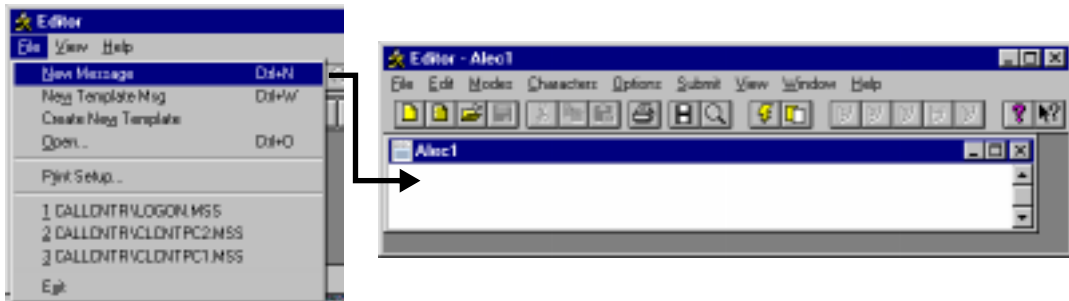 Editor
File View Help
New Message Ctrl+N
New Template Msg Ctrl+W
Create New Template
Open... Ctrl+O
Print Setup...
1 CALLCNTR\LOGON.MSS
2 CALLCNTR\CLCNTPC2.MSS
3 CALLCNTR\CLCNTPC1.MSS
Exit
Editor - Alec1
File Edit Modes Characters Options Submit View Window Help
Alec1